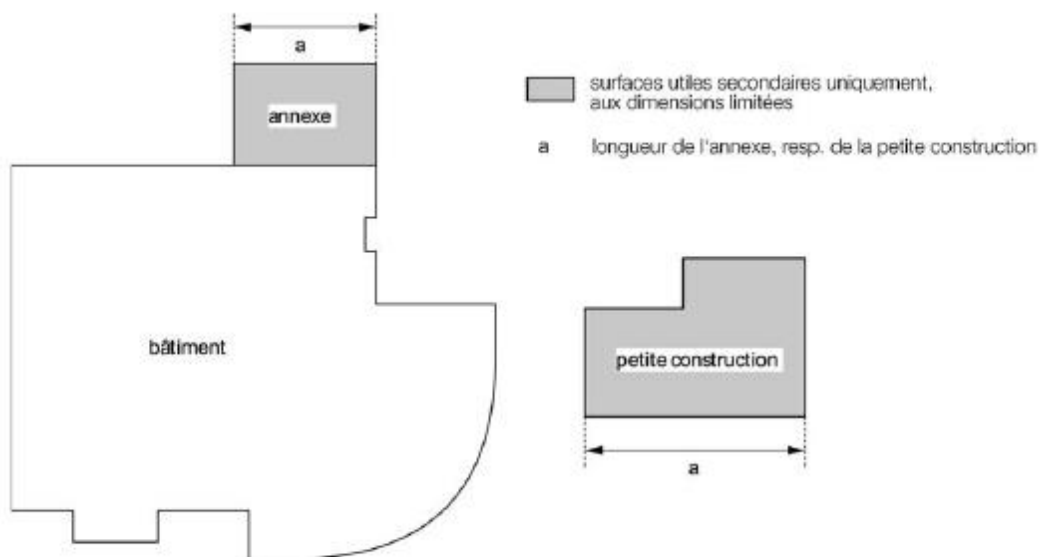 a
annexe
surfaces utiles secondaires uniquement,
aux dimensions limitées
a longueur de l'annexe, resp. de la petite construction
bâtiment
petite construction
a